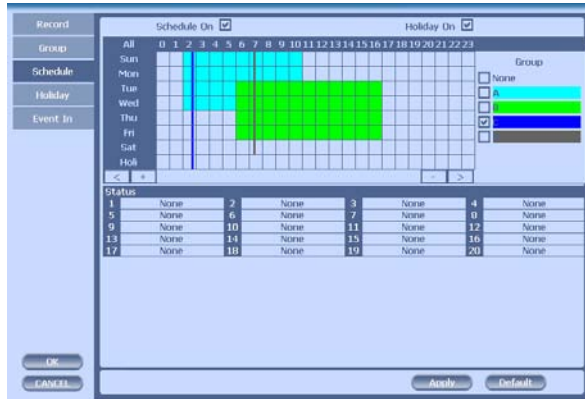 Record
Group
Schedule
Holiday
Event In
OK
CANCEL
Schedule On
Holiday On
All 0 1 2 3 4 5 6 7 8 9 10 11 12 13 14 15 16 17 18 19 20 21 22 23
Sun
Mon
Tue
Wed
Thu
Fri
Sat
Holi
< +
- >
Group
None
A
B
C
Status
1 None 2 None 3 None 4 None
5 None 6 None 7 None 8 None
9 None 10 None 11 None 12 None
13 None 14 None 15 None 16 None
17 None 18 None 19 None 20 None
Apply Default